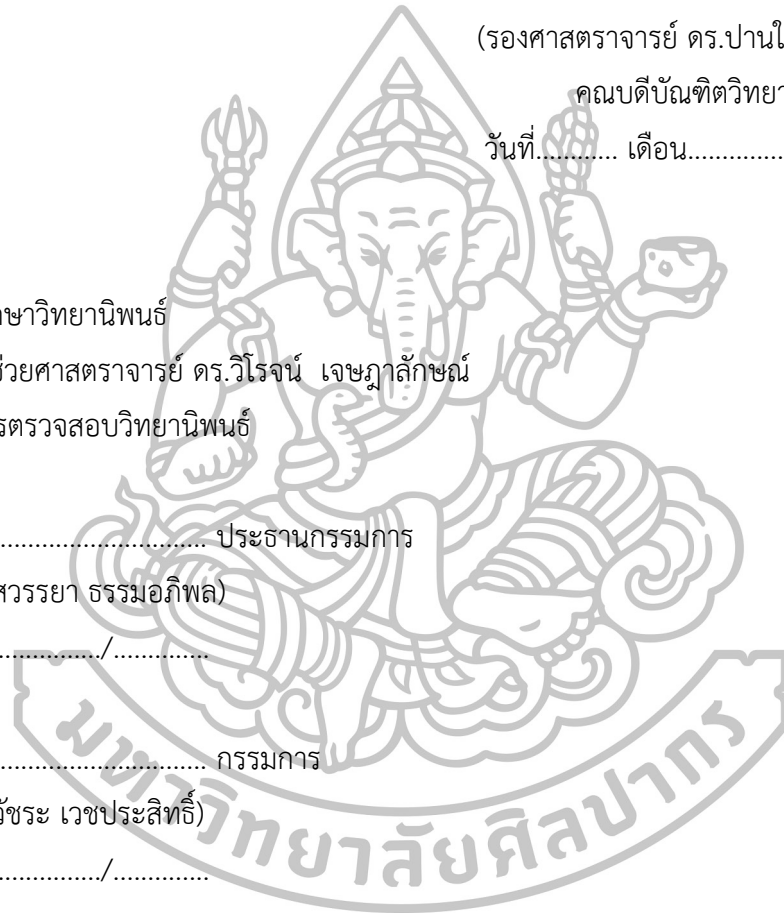 (รองศาสตราจารย์ ดร.ปานใ
คณบดีบัณฑิตวิทยา
วันที่............ เดือน...............
กษาวิทยานิพนธ์
ช่วยศาสตราจารย์ ดร.วิโรจน์ เจษฎาลักษณ์
รตรวจสอบวิทยานิพนธ์
................................ ประธานกรรมการ
สวรรยา ธรรมอภิพล)
.............../..............
................................ กรรมการ
วัชระ เวชประสิทธิ์)
.............../..............
มหาวิทยาลัยศิลปากร